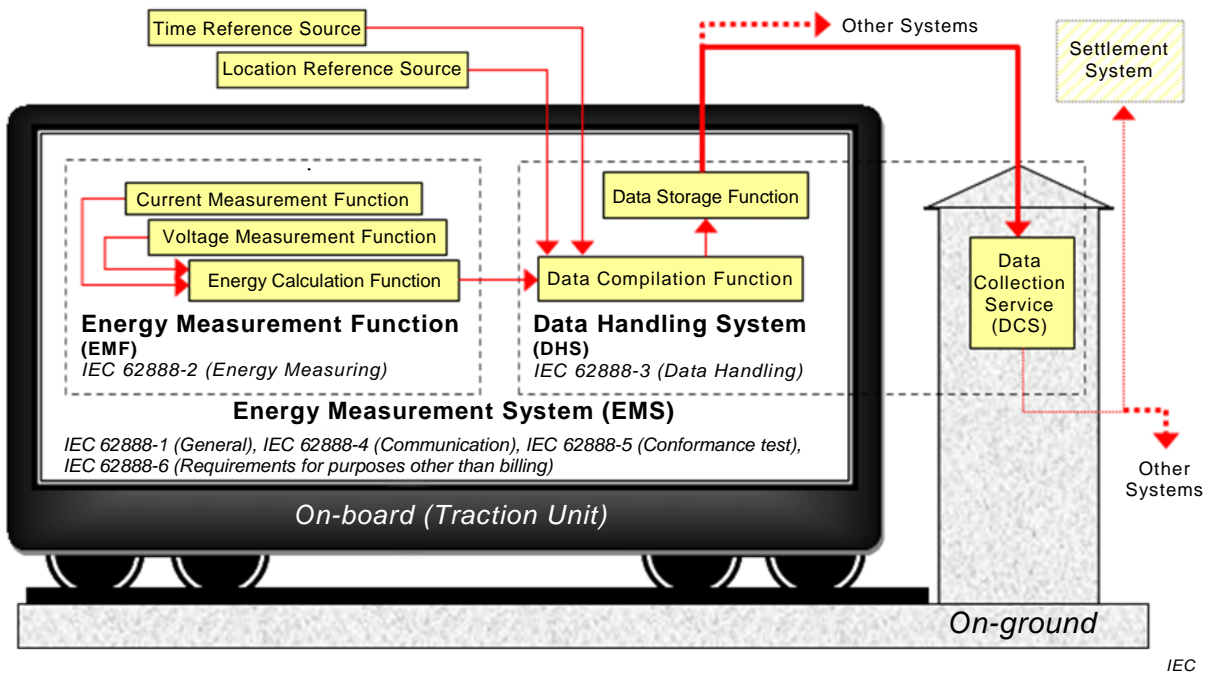 Time Reference Source
Location Reference Source
Other Systems
Settlement
System
Current Measurement Function
Voltage Measurement Function
Energy Calculation Function
Data Storage Function
Data Compilation Function
Data
Collection
Service
(DCS)
Energy Measurement Function
(EMF)
IEC 62888-2 (Energy Measuring)
Data Handling System
(DHS)
IEC 62888-3 (Data Handling)
Energy Measurement System (EMS)
IEC 62888-1 (General), IEC 62888-4 (Communication), IEC 62888-5 (Conformance test),
IEC 62888-6 (Requirements for purposes other than billing)
Other
Systems
On-board (Traction Unit)
On-ground
IEC